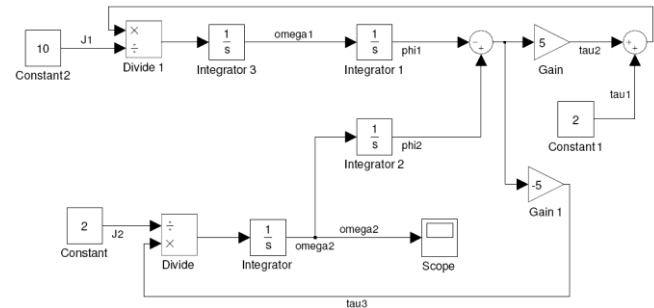 J1
×
÷
10
Constant2
Divide 1
1
s
Integrator 3
omega1
1
s
Integrator 1
phi1
-
+
5
Gain
tau2
+
+
tau1
2
Constant 1
1
s
Integrator 2
phi2
-5
Gain 1
2
Constant
J2
÷
×
Divide
1
s
Integrator
omega2
omega2
Scope
tau3